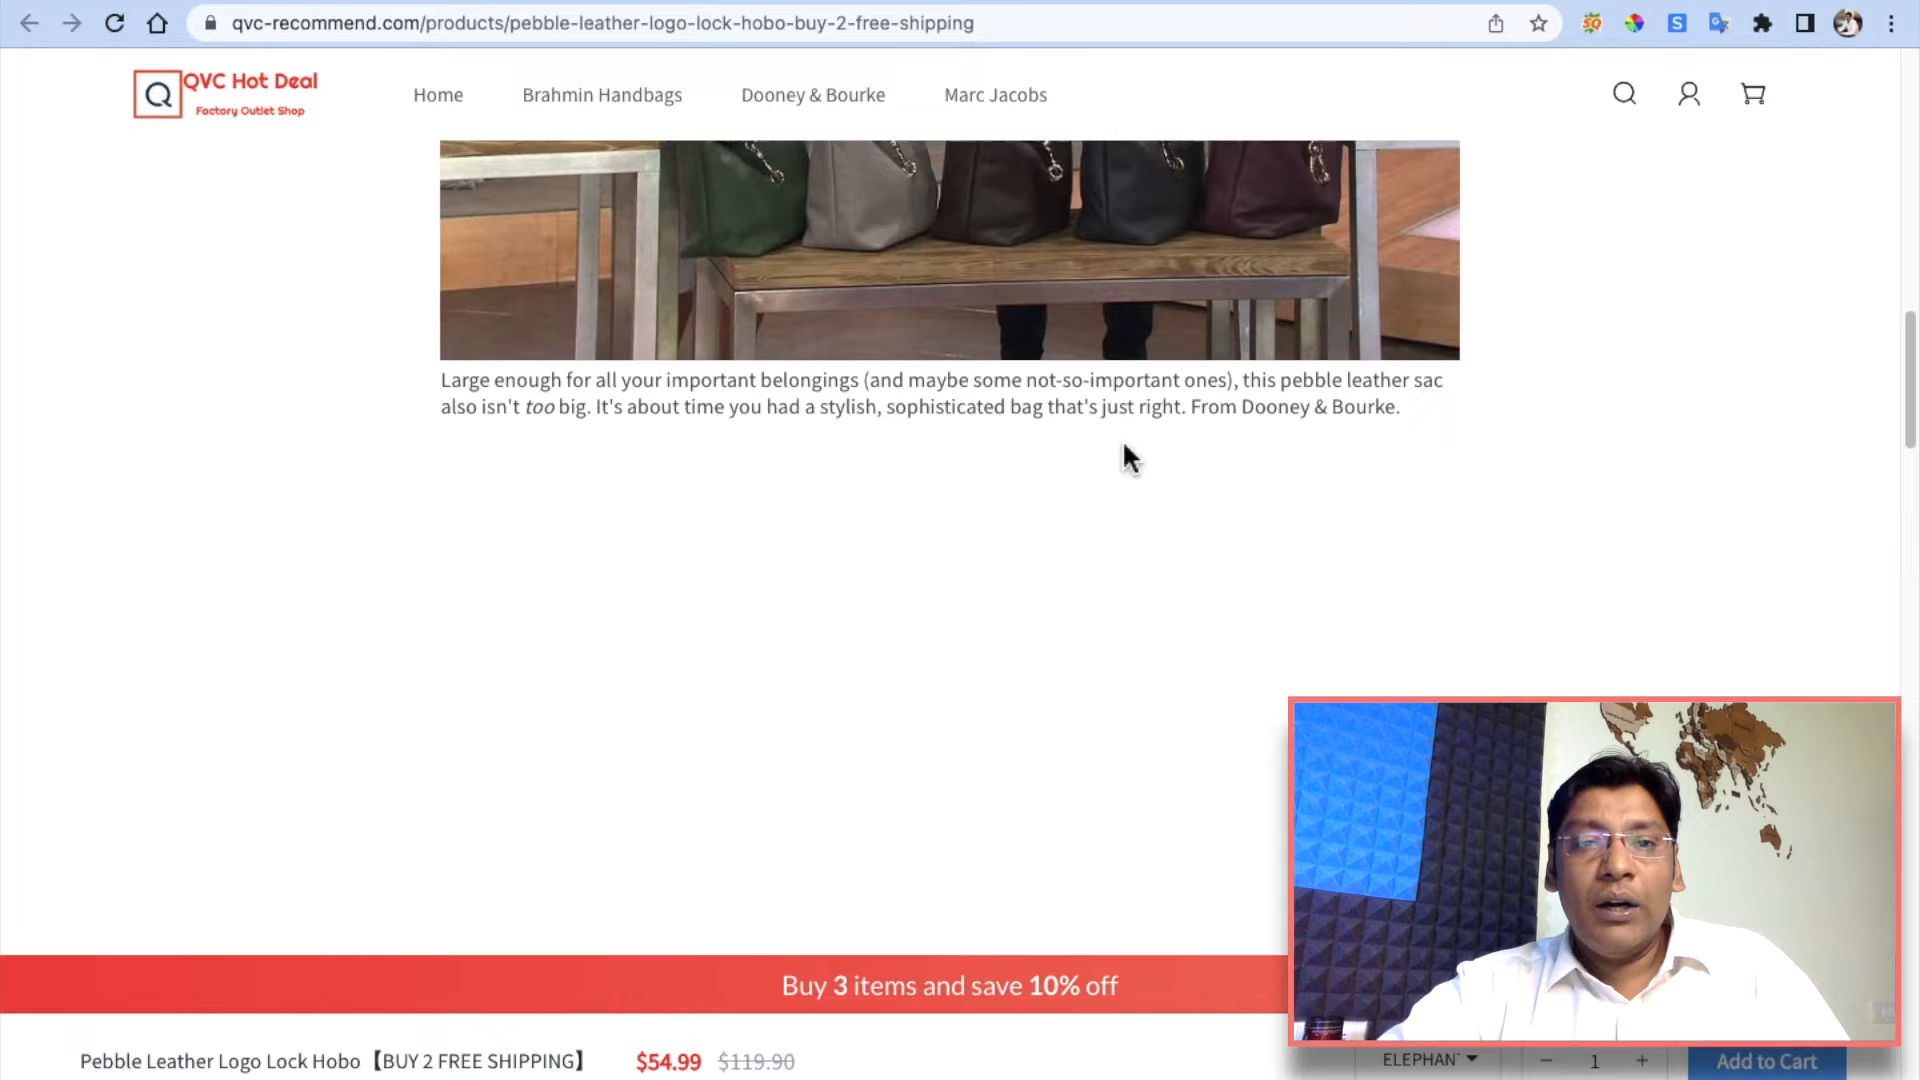 qvc-recommend.com/products/pebble-leather-logo-lock-hobo-buy-2-free-shipping
QVC Hot Deal
Factory Outlet Shop
Home
Brahmin Handbags
Dooney & Bourke
Marc Jacobs
Large enough for all your important belongings (and maybe some not-so-important ones), this pebble leather sac
also isn't too big. It's about time you had a stylish, sophisticated bag that's just right. From Dooney & Bourke.
Buy 3 items and save 10% off
Pebble Leather Logo Lock Hobo【BUY 2 FREE SHIPPING】 $54.99 $119.90
ELEPHAN
− 1 +
Add to Cart